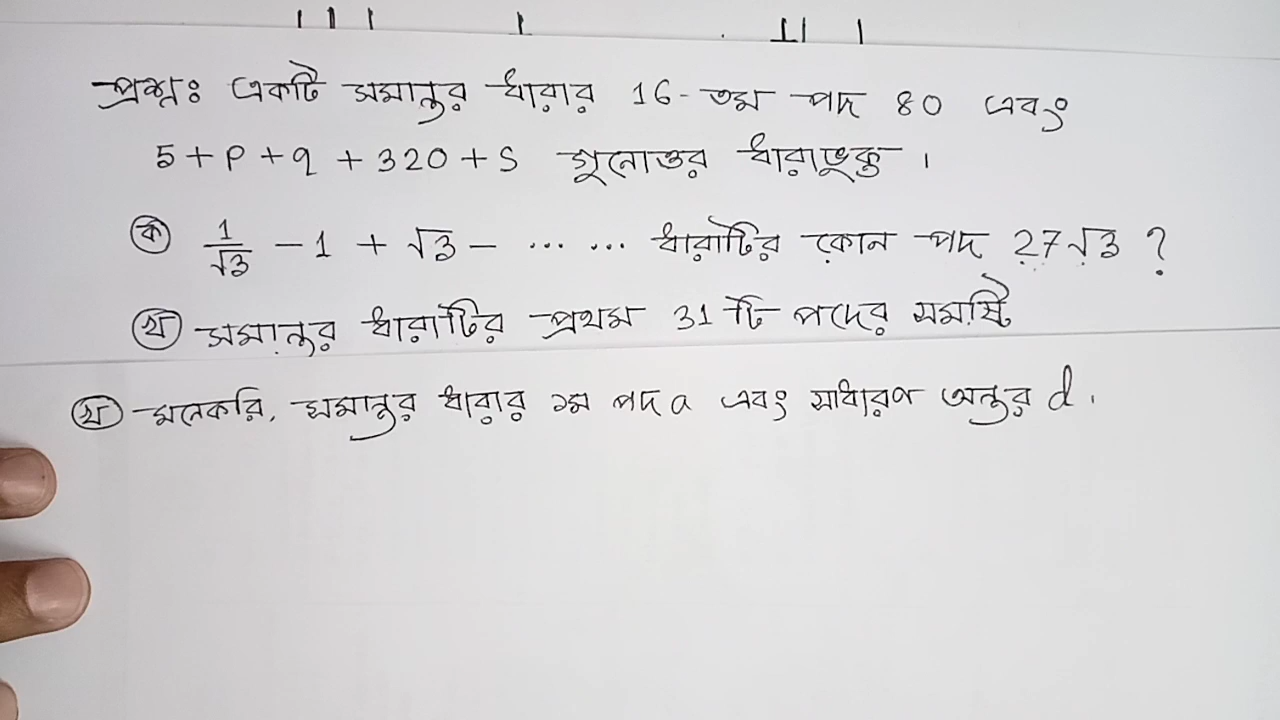 প্রশ্নঃ একটি সমান্তর ধারার 16-তম পদ 80 এবং
5 + p + q + 320 + S গুনোত্তর ধারাভুক্ত ।
ক 1/√3 − 1 + √3 − ... ... ধারাটির কোন পদ 27√3 ?
খ সমান্তর ধারাটির প্রথম 31 টি পদের সমষ্টি
খ মনেকরি, সমান্তর ধারার ১ম পদ a এবং সাধারণ অন্তর d.